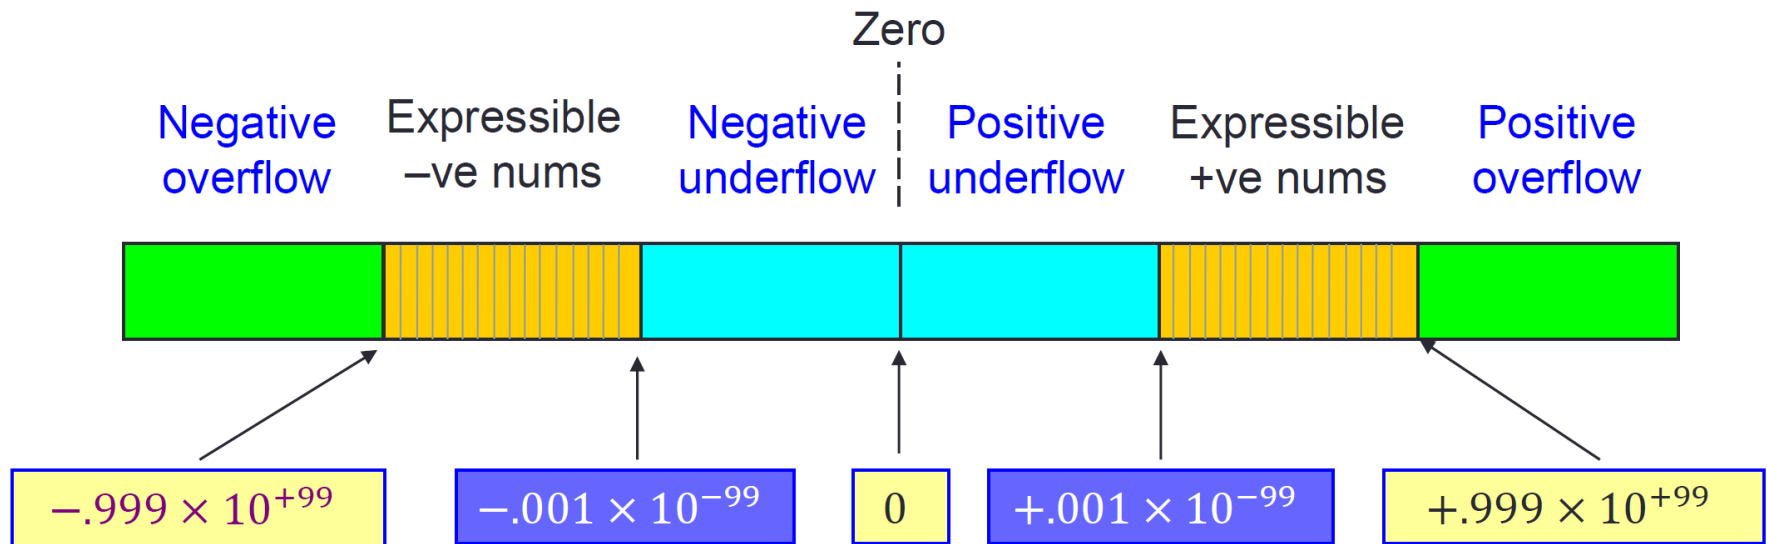 Zero
Negative overflow
Expressible –ve nums
Negative underflow
Positive underflow
Expressible +ve nums
Positive overflow
−.999 × 10⁺⁹⁹
−.001 × 10⁻⁹⁹
0
+.001 × 10⁻⁹⁹
+.999 × 10⁺⁹⁹